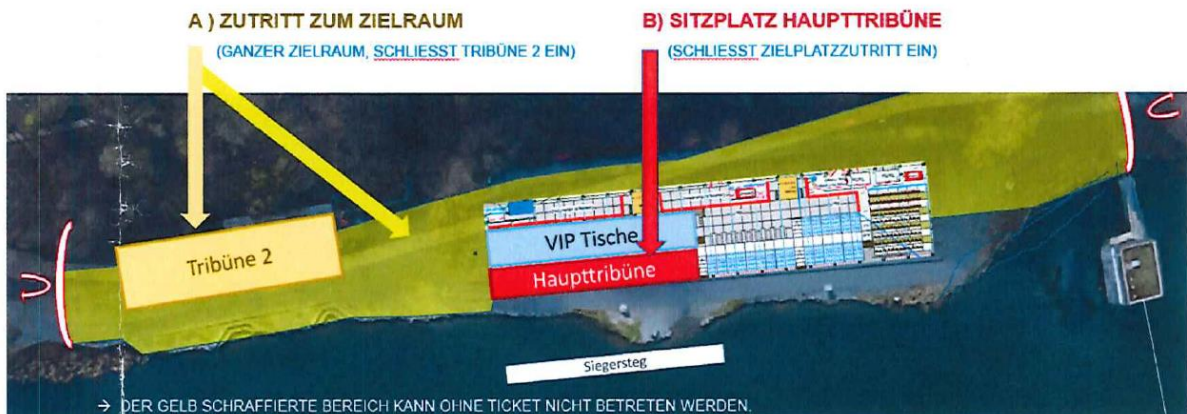 A ) ZUTRITT ZUM ZIELRAUM
(GANZER ZIELRAUM, SCHLIESST TRIBÜNE 2 EIN)
B) SITZPLATZ HAUPTTRIBÜNE
(SCHLIESST ZIELPLATZZUTRITT EIN)
Tribüne 2
VIP Tische
Haupttribüne
Siegersteg
→ DER GELB SCHRAFFIERTE BEREICH KANN OHNE TICKET NICHT BETRETEN WERDEN.